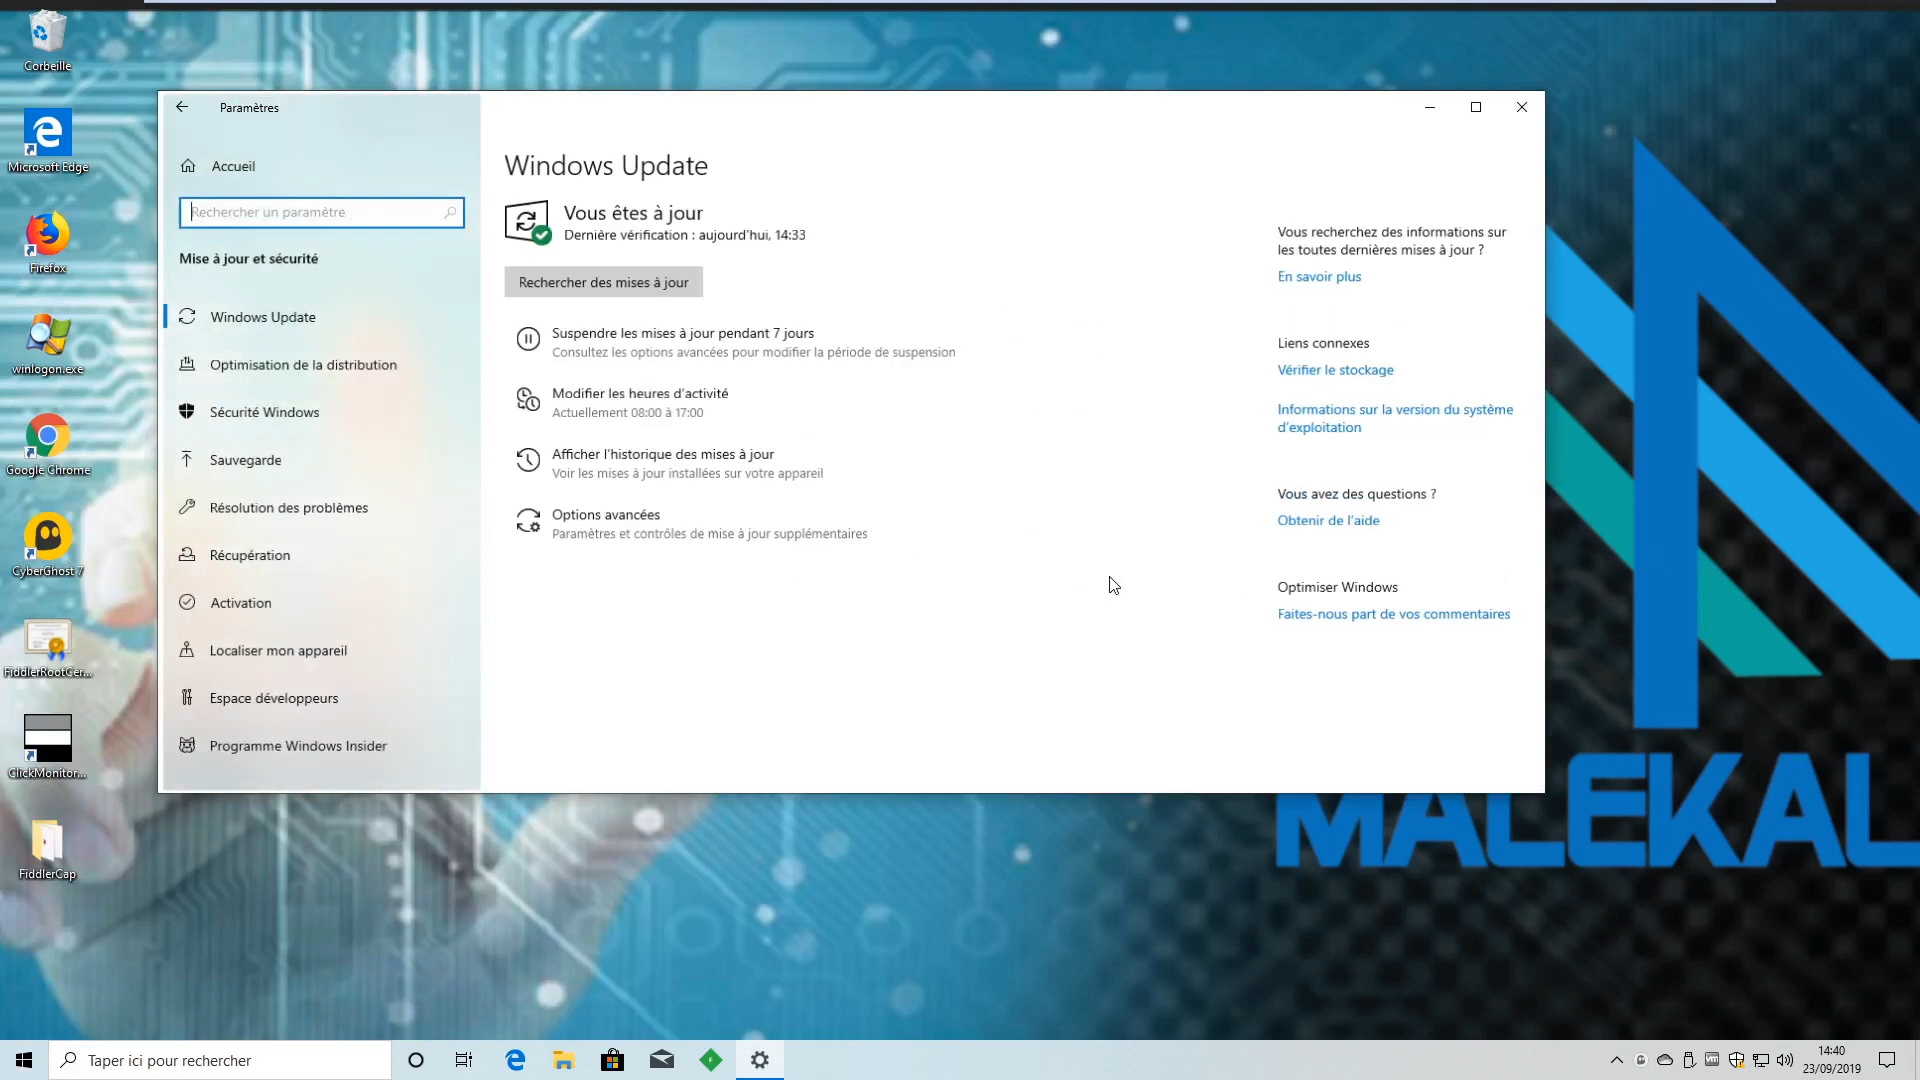 Corbeille
Microsoft Edge
Firefox
winlogon.exe
Google Chrome
CyberGhost 7
FiddlerRootCer...
ClickMonitor...
FiddlerCap
Paramètres
Accueil
Rechercher un paramètre
Mise à jour et sécurité
Windows Update
Optimisation de la distribution
Sécurité Windows
Sauvegarde
Résolution des problèmes
Récupération
Activation
Localiser mon appareil
Espace développeurs
Programme Windows Insider
Windows Update
Vous êtes à jour
Dernière vérification : aujourd'hui, 14:33
Rechercher des mises à jour
Suspendre les mises à jour pendant 7 jours
Consultez les options avancées pour modifier la période de suspension
Modifier les heures d'activité
Actuellement 08:00 à 17:00
Afficher l'historique des mises à jour
Voir les mises à jour installées sur votre appareil
Options avancées
Paramètres et contrôles de mise à jour supplémentaires
Vous recherchez des informations sur
les toutes dernières mises à jour ?
En savoir plus
Liens connexes
Vérifier le stockage
Informations sur la version du système
d'exploitation
Vous avez des questions ?
Obtenir de l'aide
Optimiser Windows
Faites-nous part de vos commentaires
MALEKAL
Taper ici pour rechercher
14:40
23/09/2019